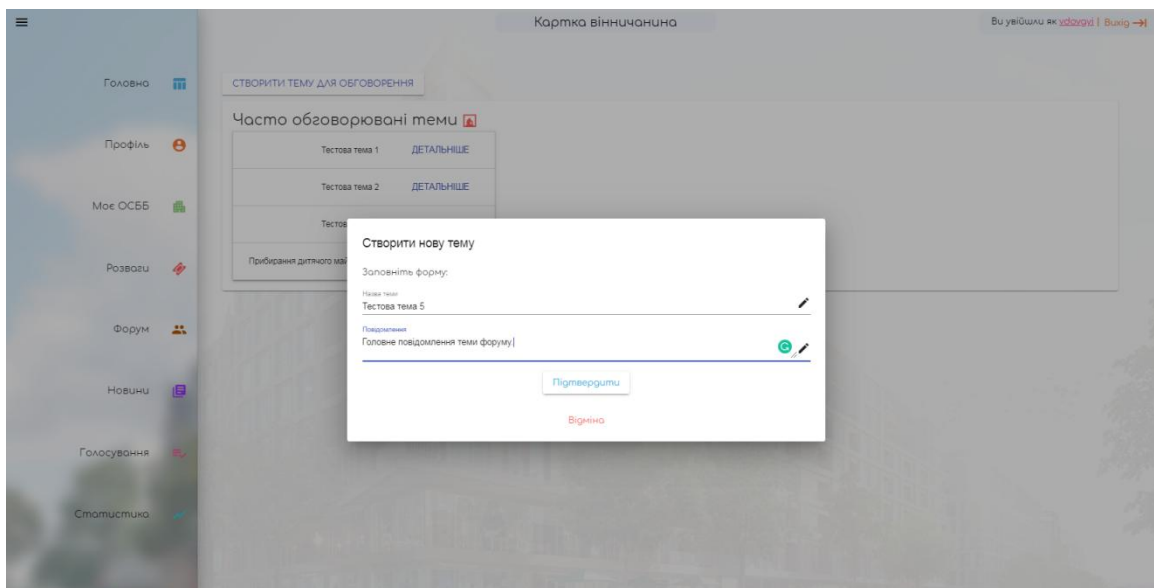 Картка вінничанина
Ви увійшли як vdovovi | Вихід
Головна
Профіль
Моє ОСББ
Розваги
Форум
Новини
Голосування
Статистика
СТВОРИТИ ТЕМУ ДЛЯ ОБГОВОРЕННЯ
Часто обговорювані теми
Тестова тема 1 ДЕТАЛЬНІШЕ
Тестова тема 2 ДЕТАЛЬНІШЕ
Тестов
Прибирання дитячого май
Створити нову тему
Заповніть форму:
Назва теми
Тестова тема 5
Повідомлення
Головне повідомлення теми форуму
Підтвердити
Відміна